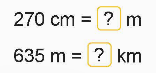 270 cm = ? m
635 m = ? km